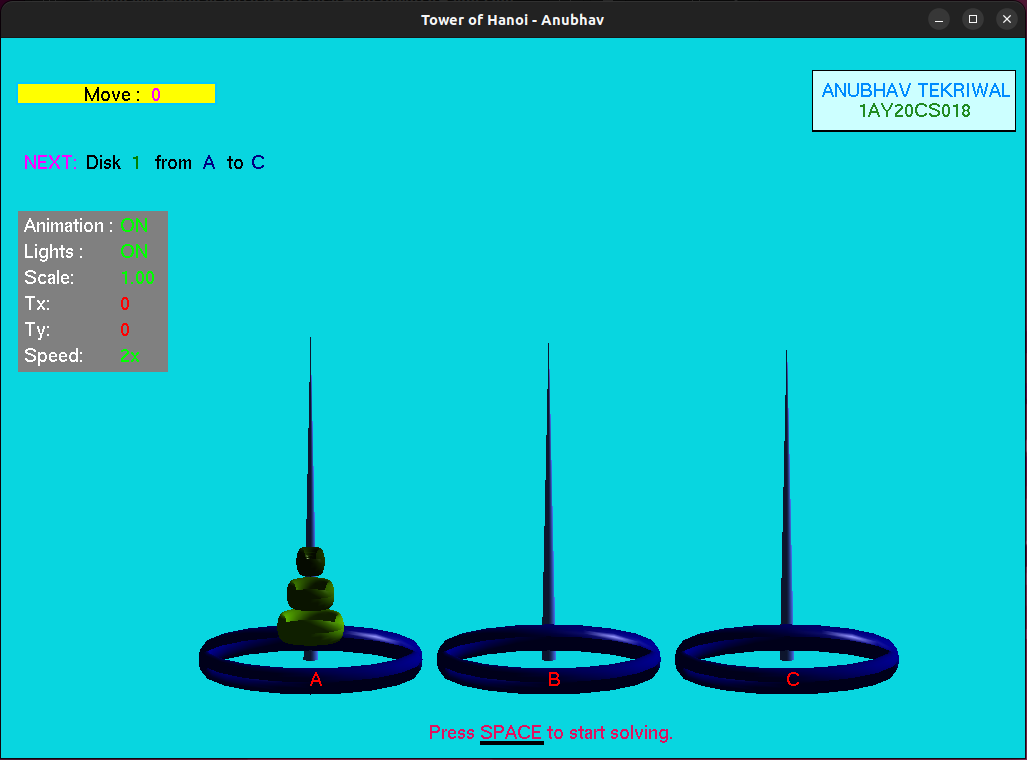 Tower of Hanoi - Anubhav
Move : 0
ANUBHAV TEKRIWAL
1AY20CS018
NEXT: Disk 1 from A to C
Animation : ON
Lights : ON
Scale: 1.00
Tx: 0
Ty: 0
Speed: 2x
A B C
Press SPACE to start solving.